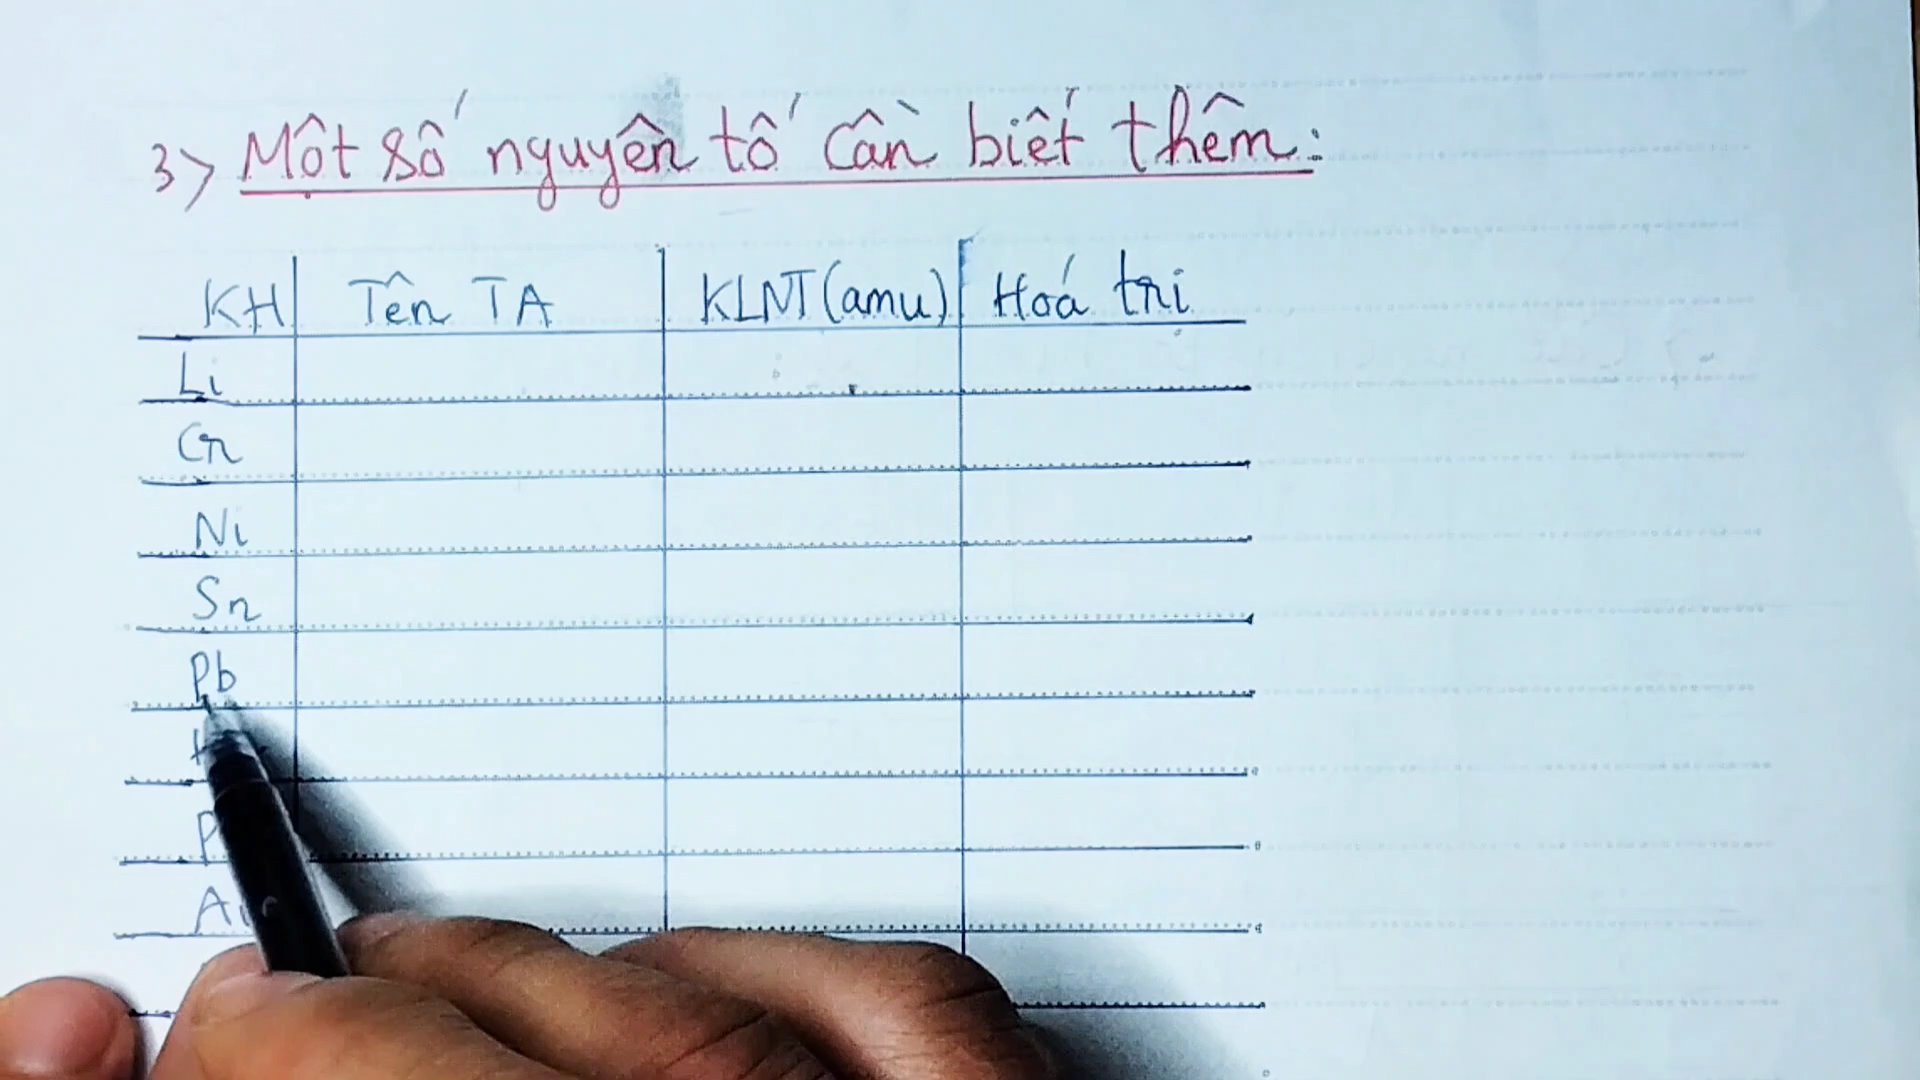 3> Một số nguyên tố cần biết thêm:
KH Tên TA KLNT(amu) Hoá trị
Li
Cr
Ni
Sn
Pb